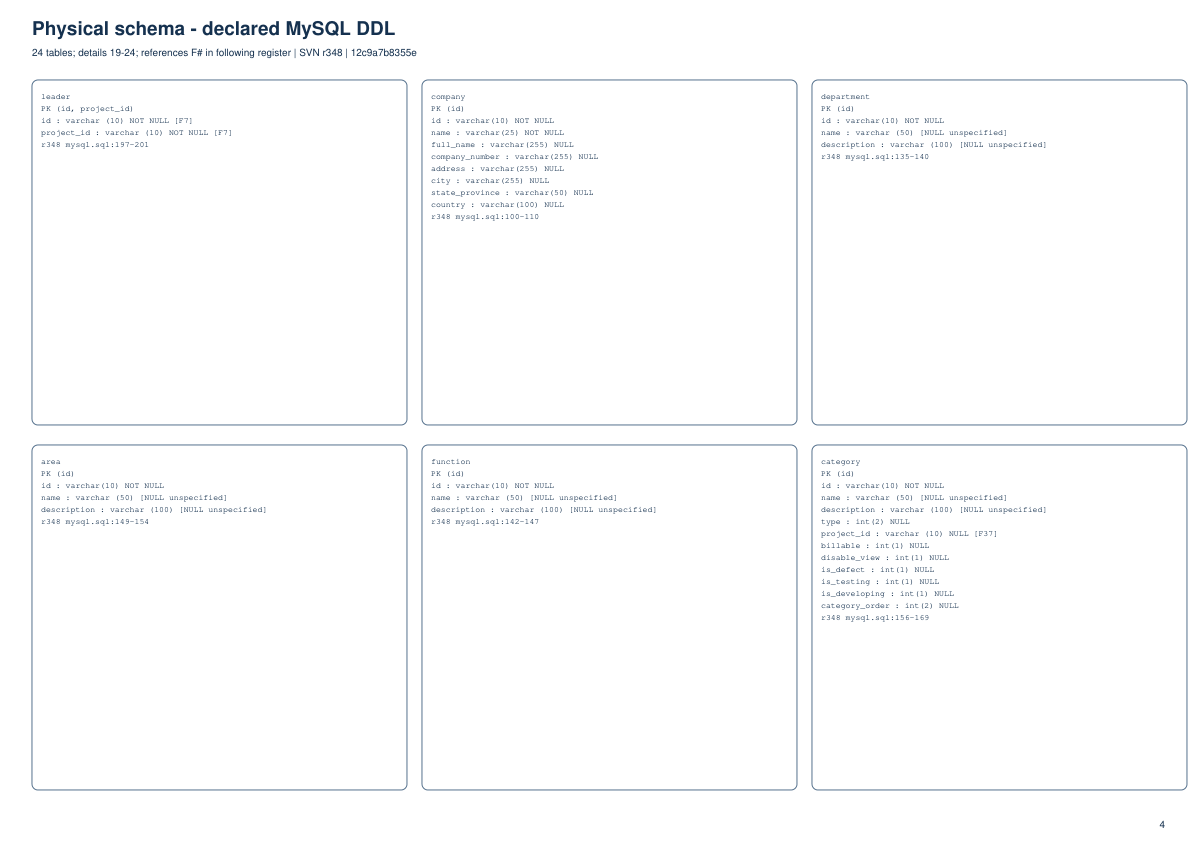 Physical schema - declared MySQL DDL
24 tables; details 19-24; references F# in following register | SVN r348 | 12c9a7b8355e
leader
PK (id, project_id)
id : varchar (10) NOT NULL [F7]
project_id : varchar (10) NOT NULL [F7]
r348 mysql.sql:197-201
company
PK (id)
id : varchar(10) NOT NULL
name : varchar(25) NOT NULL
full_name : varchar(255) NULL
company_number : varchar(255) NULL
address : varchar(255) NULL
city : varchar(255) NULL
state_province : varchar(50) NULL
country : varchar(100) NULL
r348 mysql.sql:100-110
department
PK (id)
id : varchar(10) NOT NULL
name : varchar (50) [NULL unspecified]
description : varchar (100) [NULL unspecified]
r348 mysql.sql:135-140
area
PK (id)
id : varchar(10) NOT NULL
name : varchar (50) [NULL unspecified]
description : varchar (100) [NULL unspecified]
r348 mysql.sql:149-154
function
PK (id)
id : varchar(10) NOT NULL
name : varchar (50) [NULL unspecified]
description : varchar (100) [NULL unspecified]
r348 mysql.sql:142-147
category
PK (id)
id : varchar(10) NOT NULL
name : varchar (50) [NULL unspecified]
description : varchar (100) [NULL unspecified]
type : int(2) NULL
project_id : varchar (10) NULL [F37]
billable : int(1) NULL
disable_view : int(1) NULL
is_defect : int(1) NULL
is_testing : int(1) NULL
is_developing : int(1) NULL
category_order : int(2) NULL
r348 mysql.sql:156-169
4